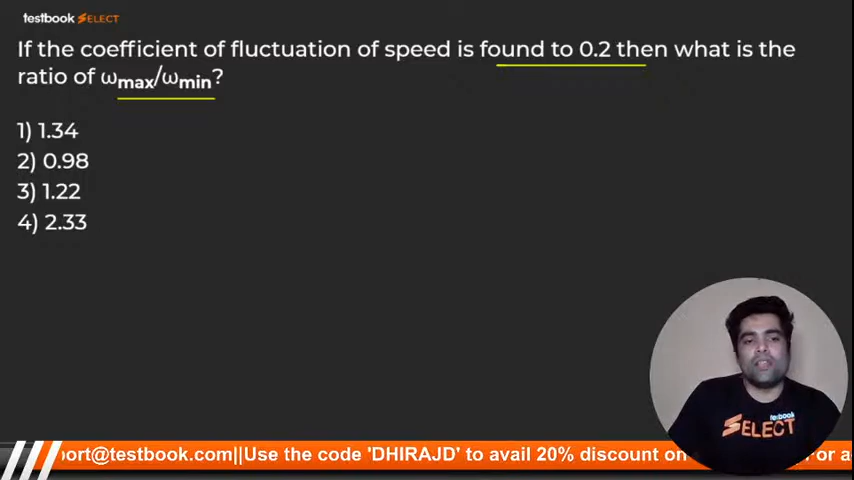 testbook SELECT
If the coefficient of fluctuation of speed is found to 0.2 then what is the
ratio of ωmax/ωmin?
1) 1.34
2) 0.98
3) 1.22
4) 2.33
testbook
SELECT
ort@testbook.com||Use the code 'DHIRAJD' to avail 20% discount on